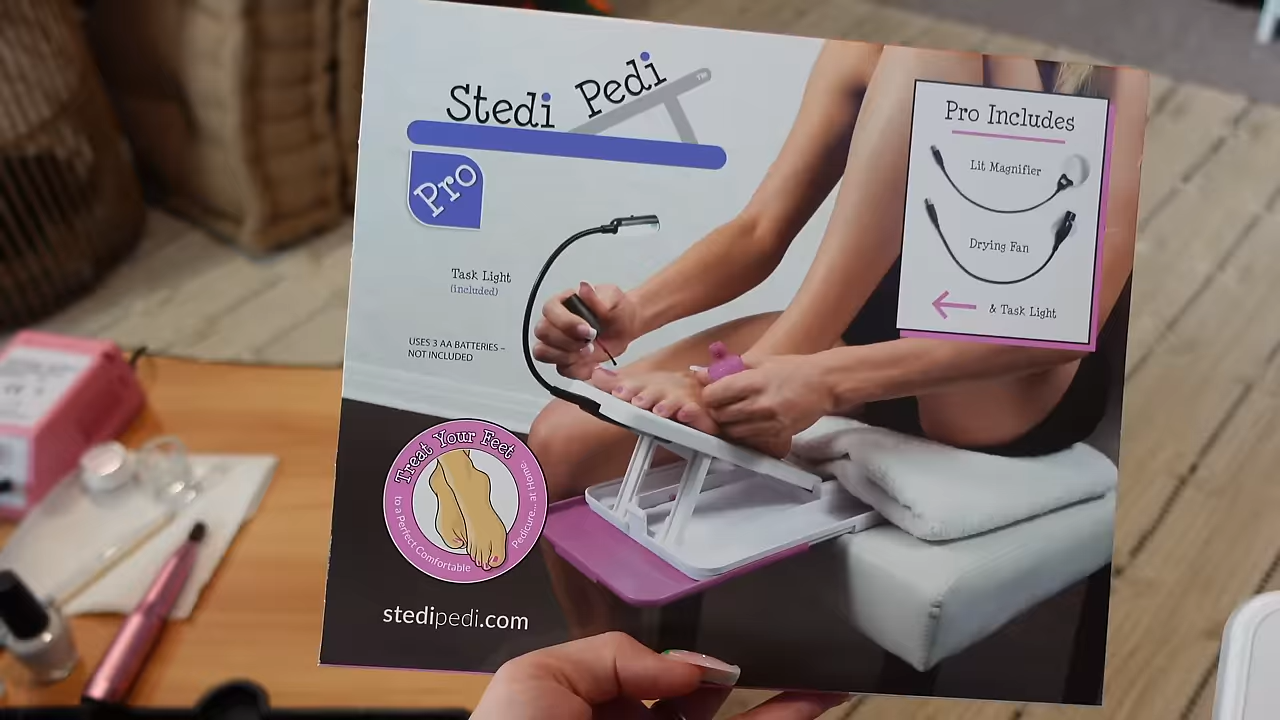 Stedi Pedi™
Pro
Task Light
(included)
USES 3 AA BATTERIES –
NOT INCLUDED
Treat Your Feet
to a Perfect Comfortable
Pedicure... at Home.
stedipedi.com
Pro Includes
Lit Magnifier
Drying Fan
& Task Light